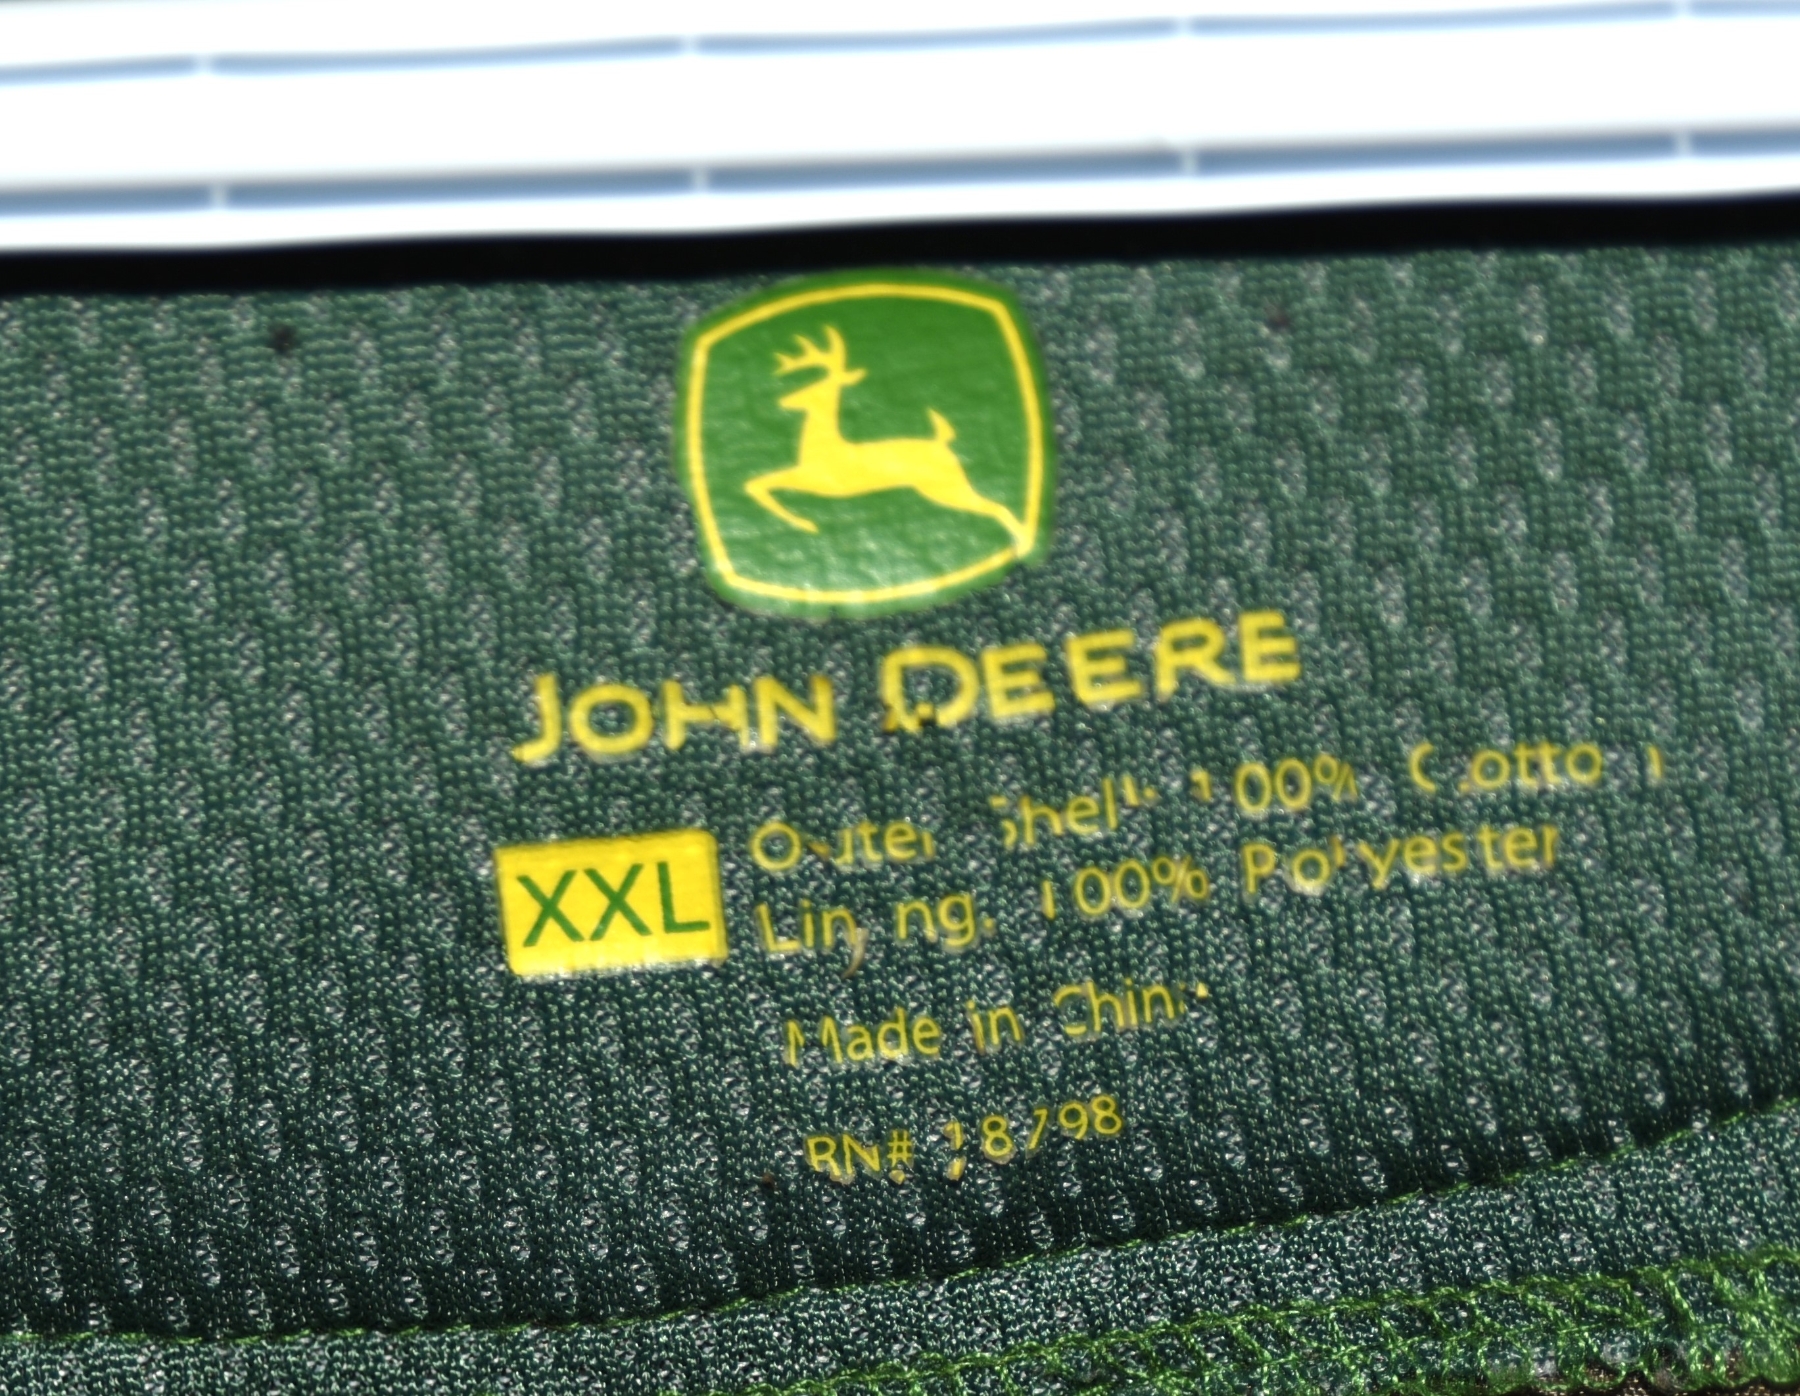 JOHN DEERE
XXL
Outer Shell: 100% Cotton
Lining: 100% Polyester
Made in China
RN# 18798